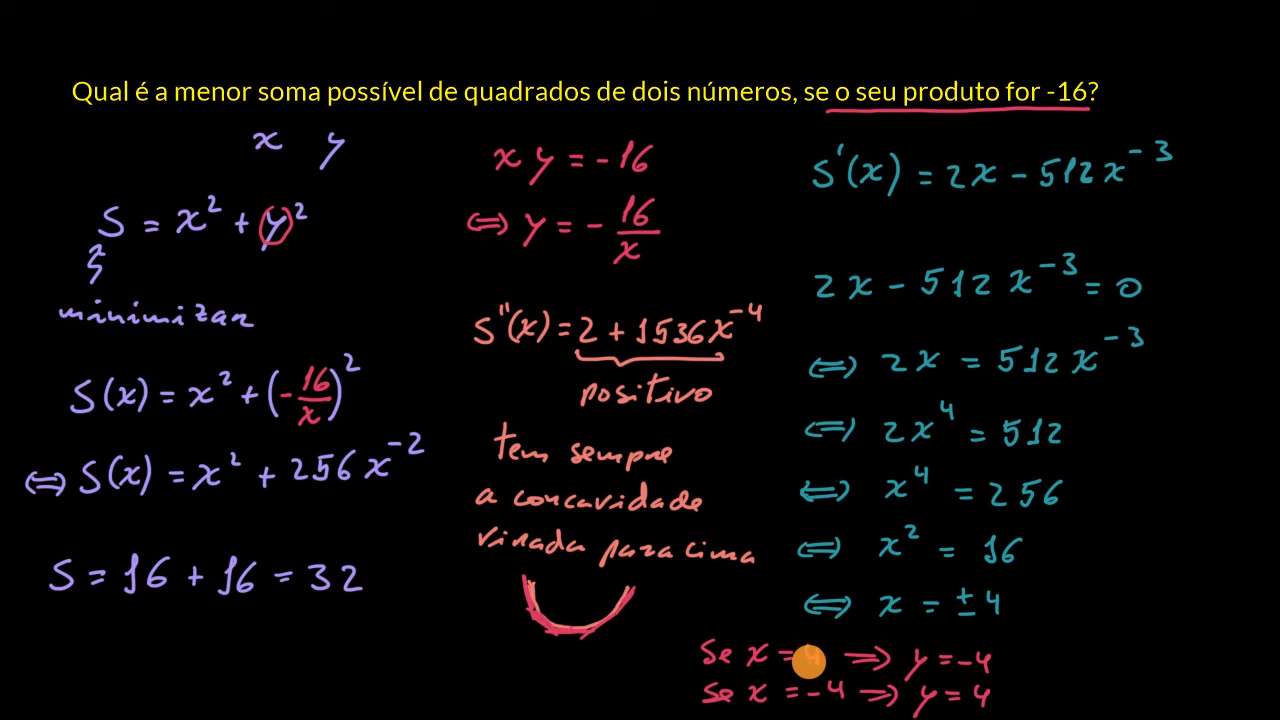 Qual é a menor soma possível de quadrados de dois números, se o seu produto for -16?
x y
S = x² + y²
minimizar
S(x) = x² + (-16/x)²
⇔ S(x) = x² + 256x⁻²
S = 16 + 16 = 32
xy = -16
⇔ y = -16/x
S''(x) = 2 + 1536x⁻⁴
positivo
tem sempre
a concavidade
virada para cima
S'(x) = 2x - 512x⁻³
2x - 512x⁻³ = 0
⇔ 2x = 512x⁻³
⇔ 2x⁴ = 512
⇔ x⁴ = 256
⇔ x² = 16
⇔ x = ±4
Se x = 4 ⇒ y = -4
Se x = -4 ⇒ y = 4